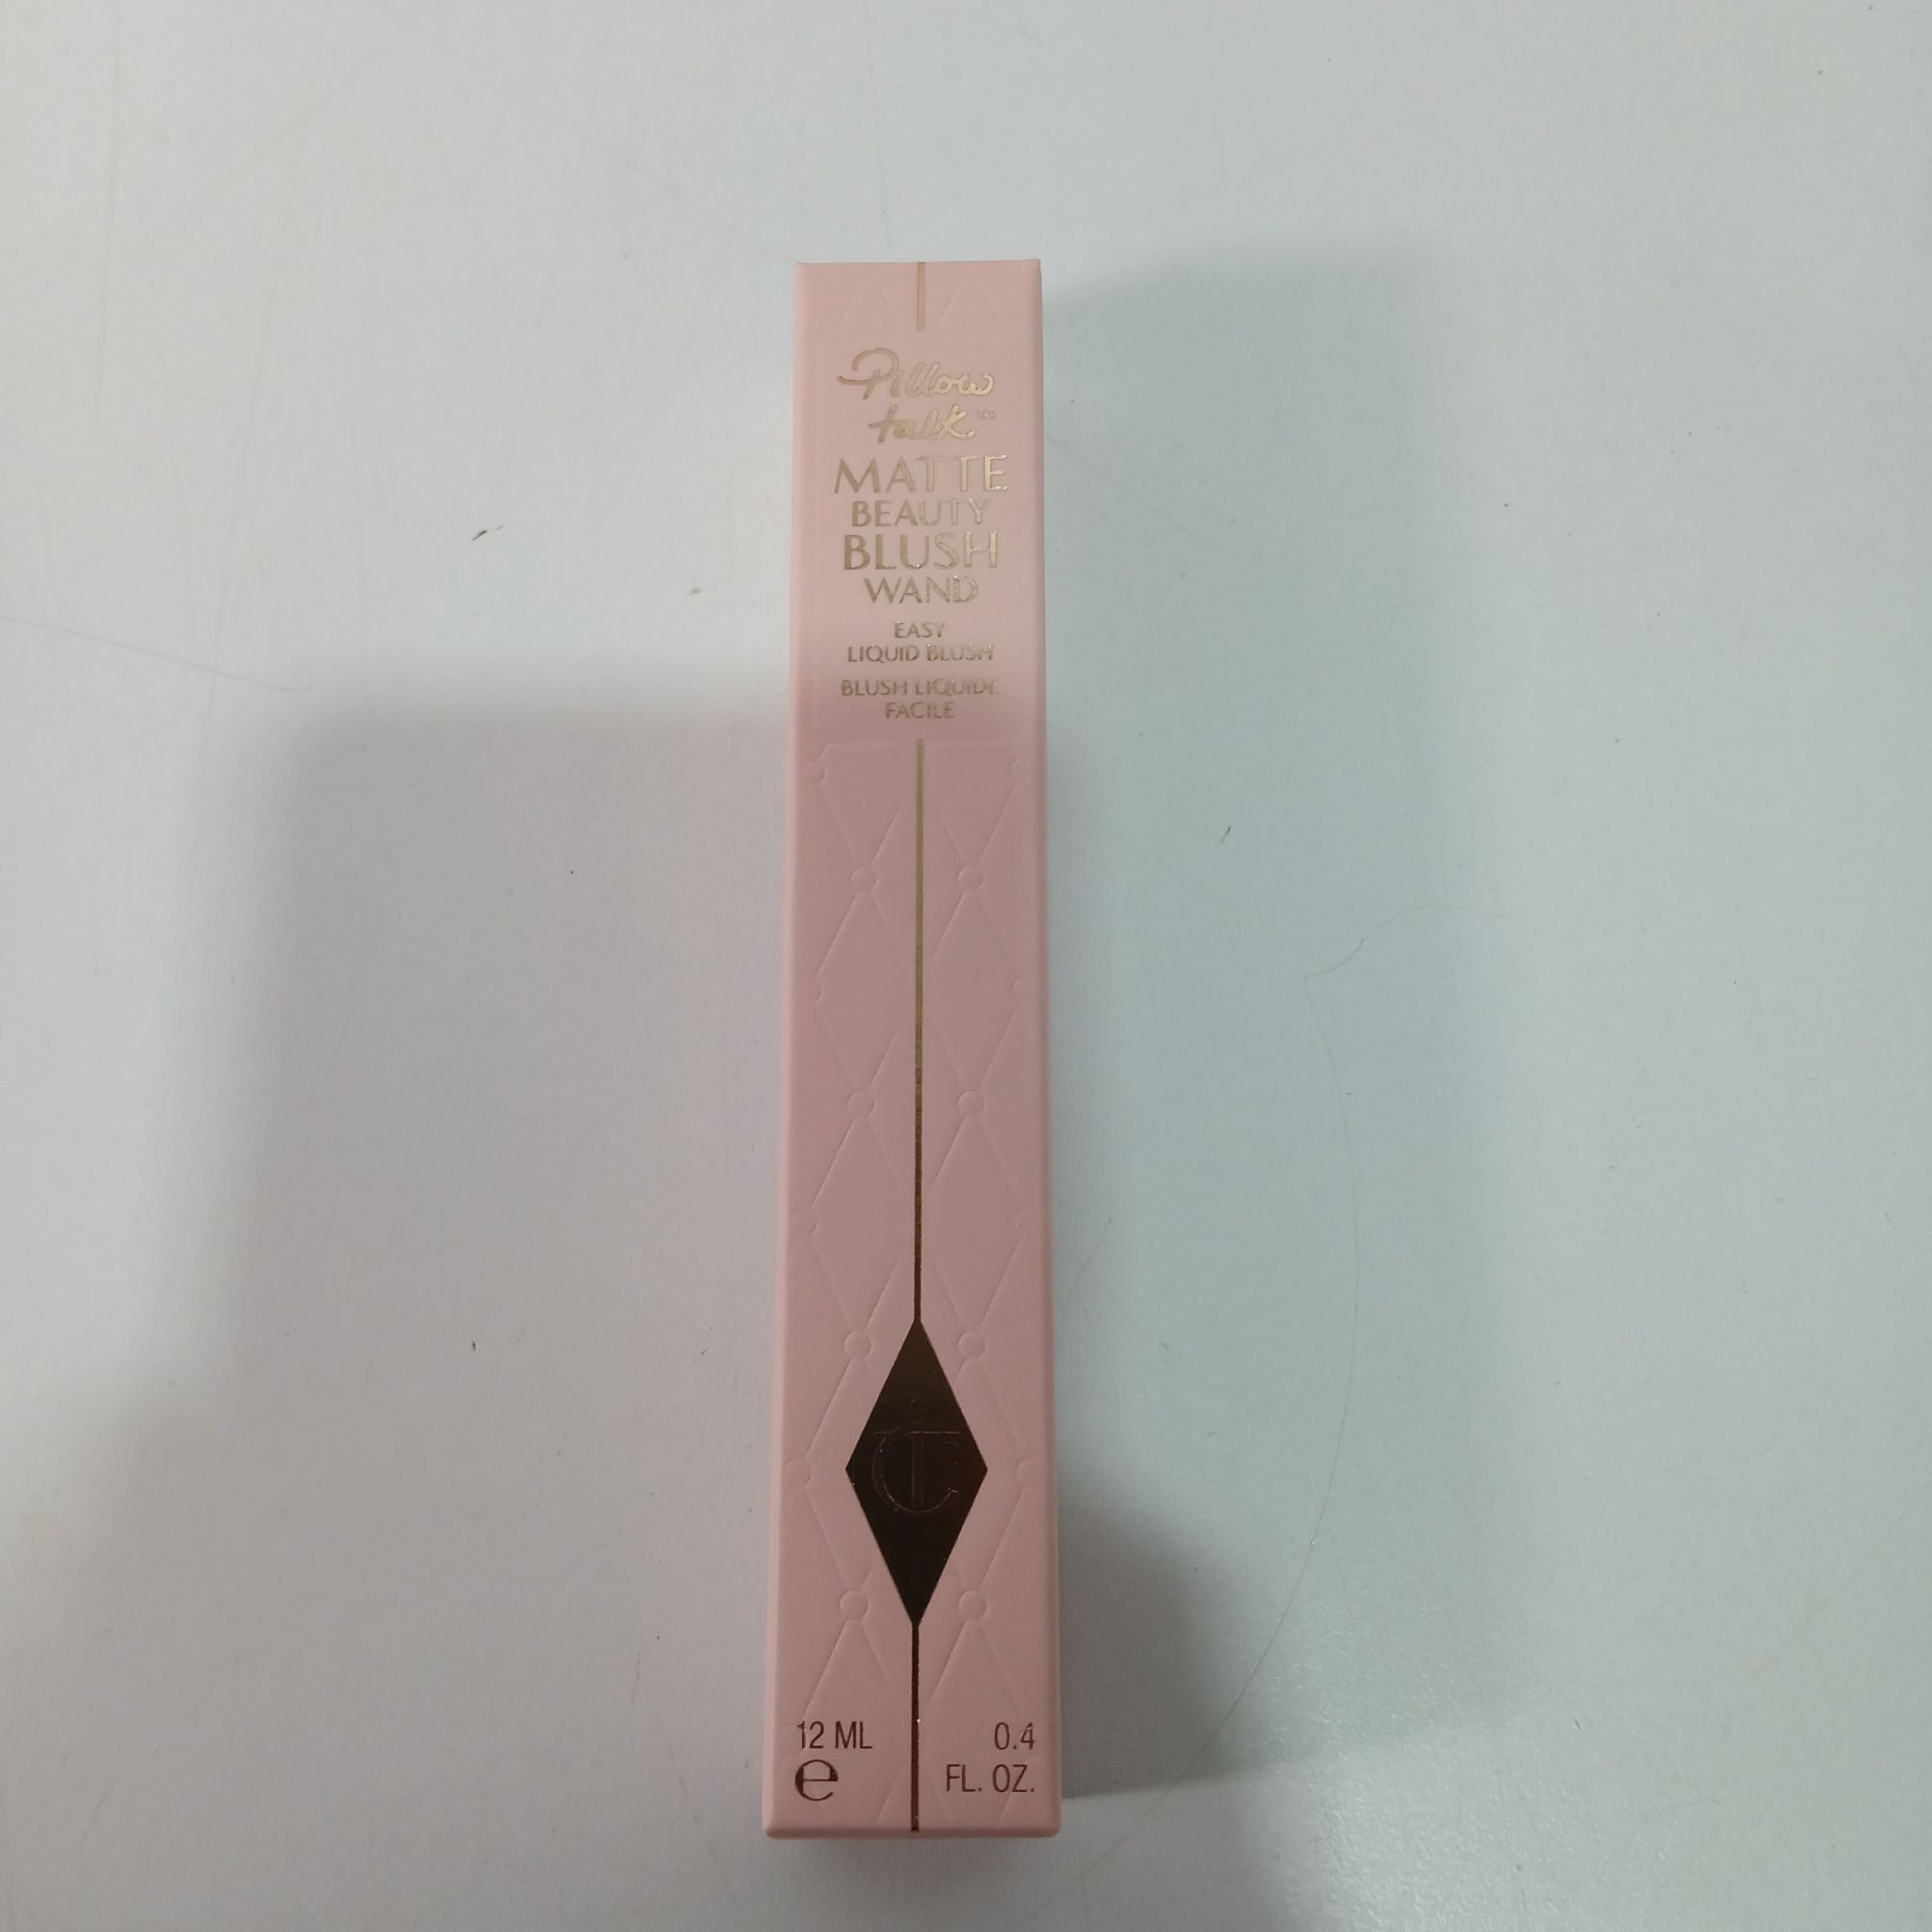 Pillow
talk™
MATTE
BEAUTY
BLUSH
WAND
EASY
LIQUID BLUSH
BLUSH LIQUIDE
FACILE
CT
12 ML
0.4
℮
FL. OZ.